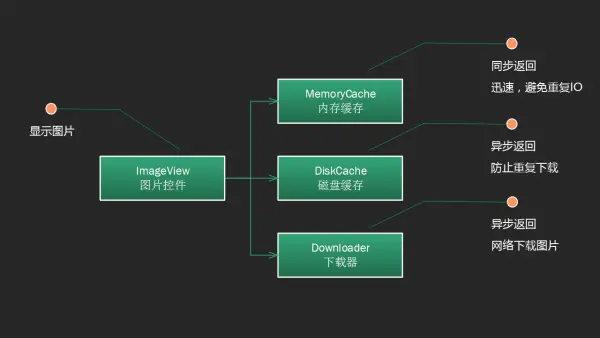 显示图片
ImageView
图片控件
MemoryCache
内存缓存
同步返回
迅速，避免重复IO
DiskCache
磁盘缓存
异步返回
防止重复下载
Downloader
下载器
异步返回
网络下载图片